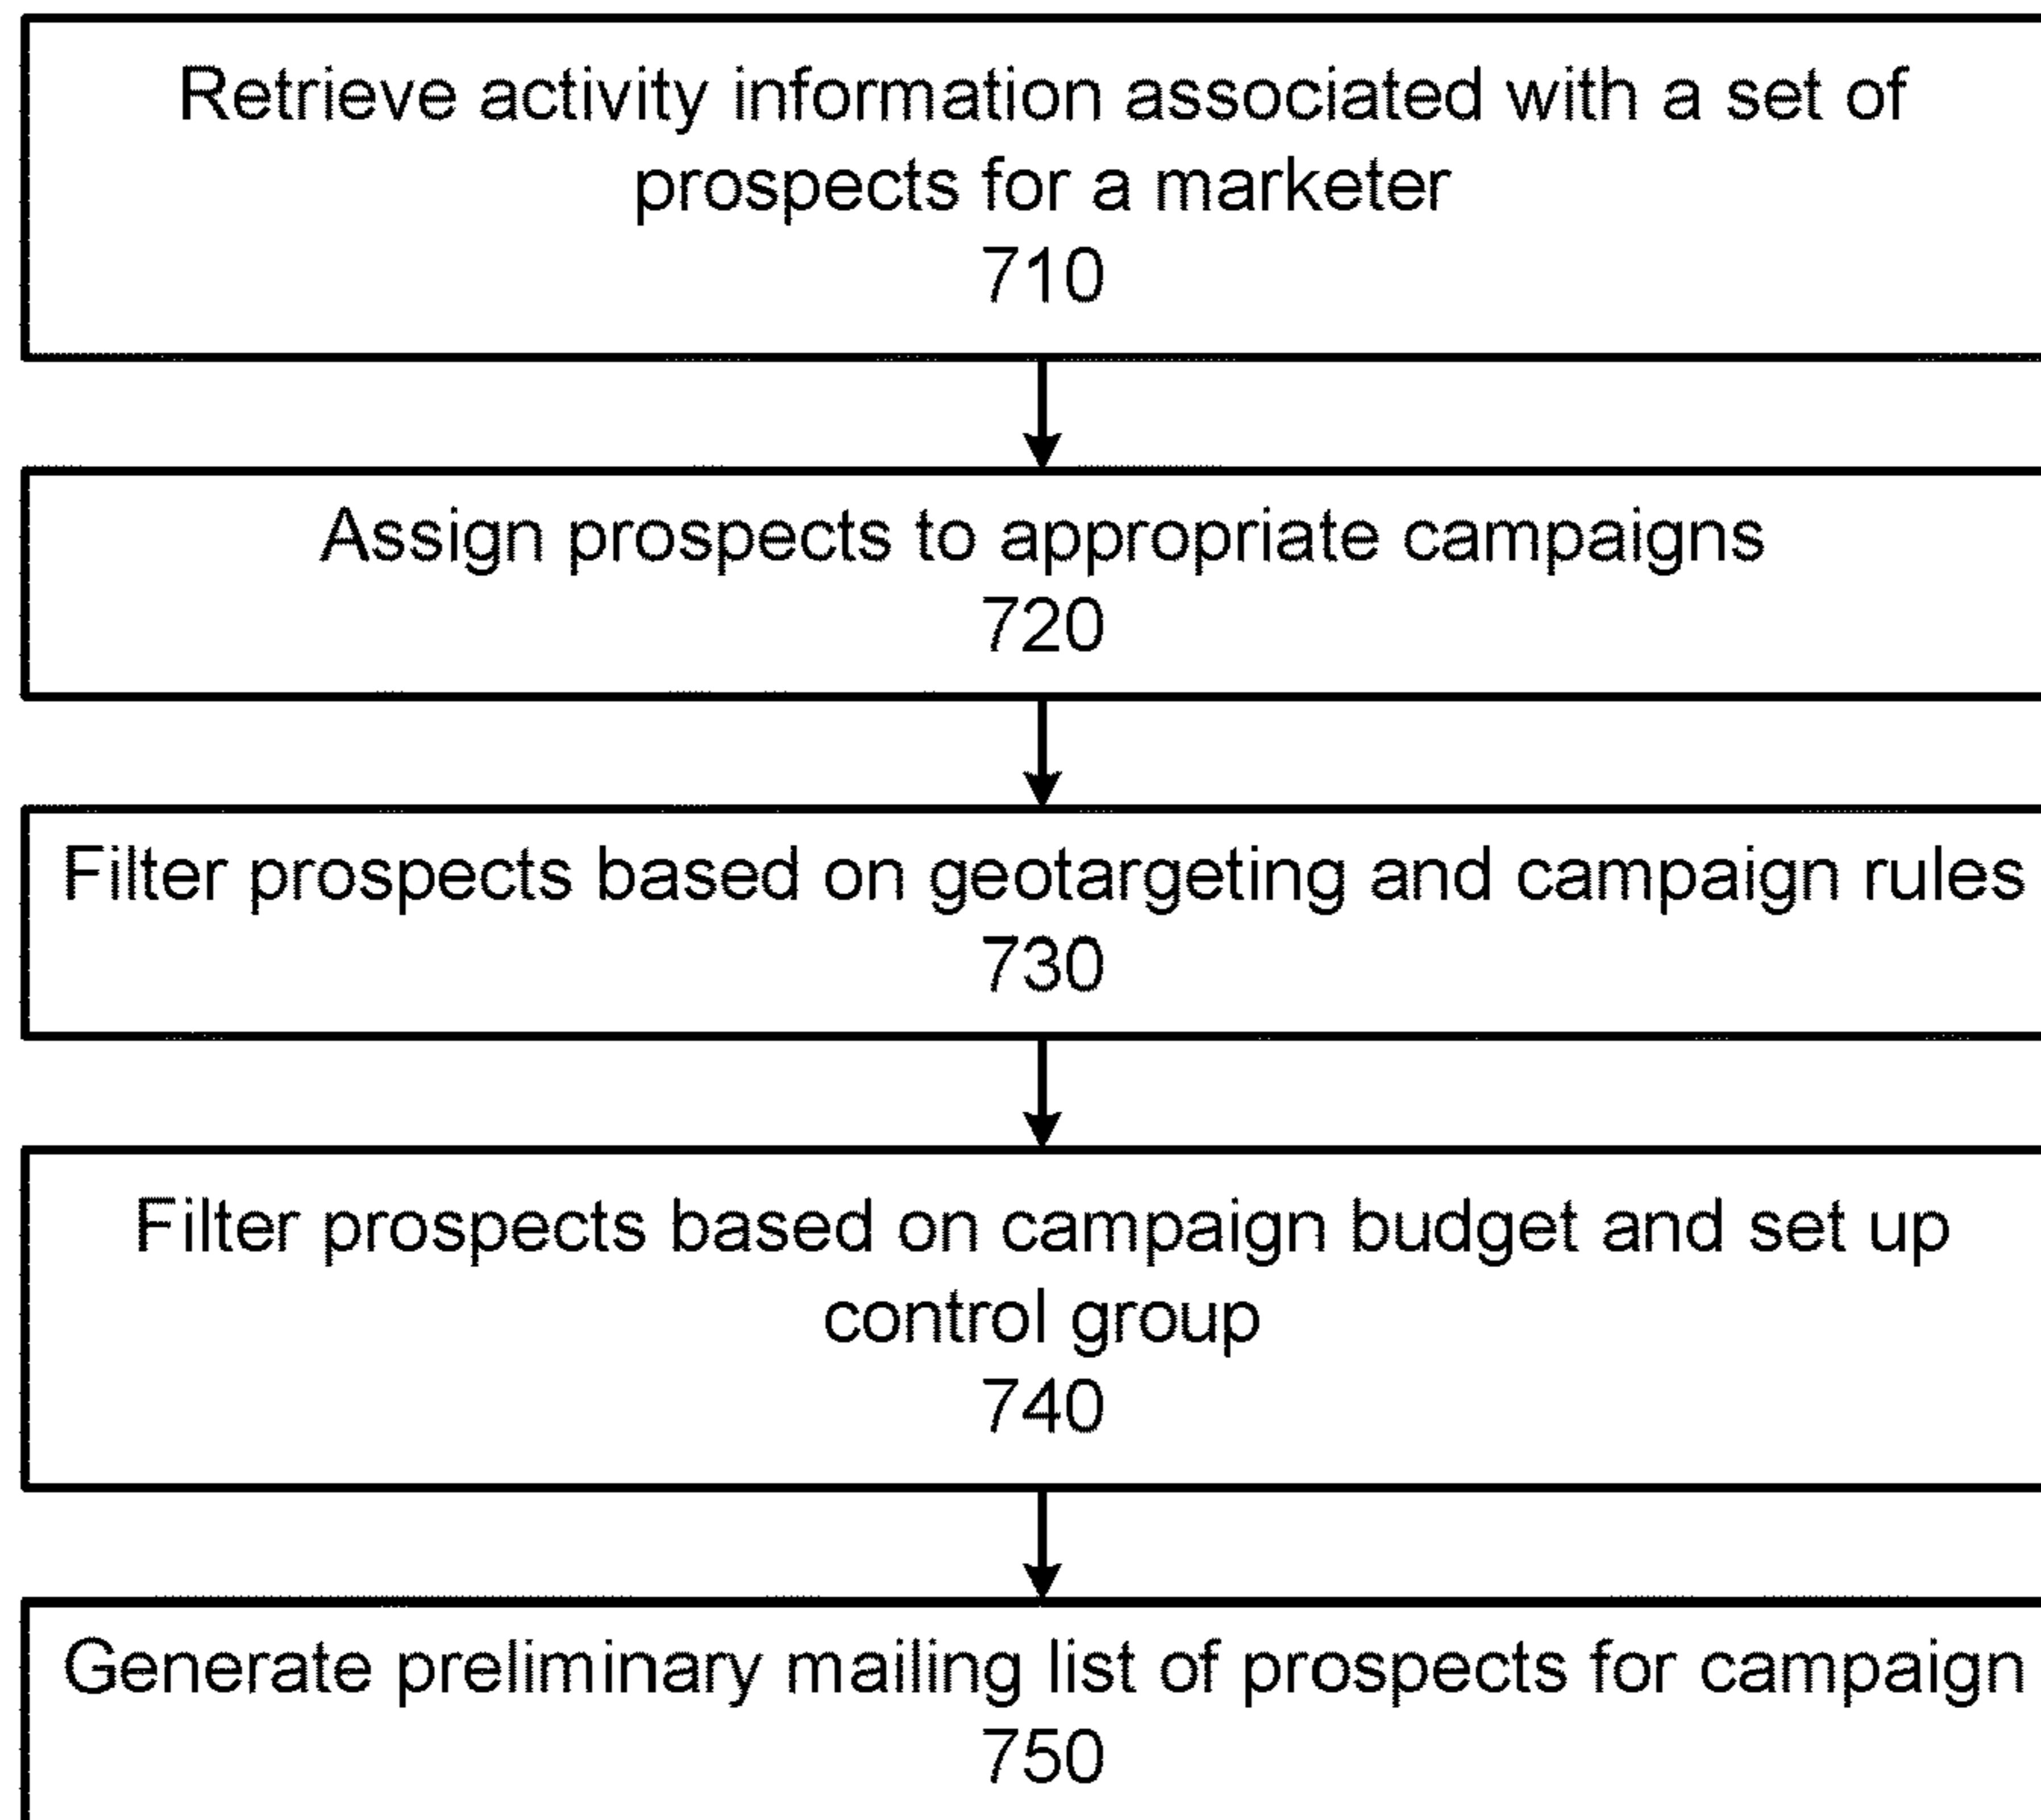 Retrieve activity information associated with a set of
prospects for a marketer
710
Assign prospects to appropriate campaigns
720
Filter prospects based on geotargeting and campaign rules
730
Filter prospects based on campaign budget and set up
control group
740
Generate preliminary mailing list of prospects for campaign
750